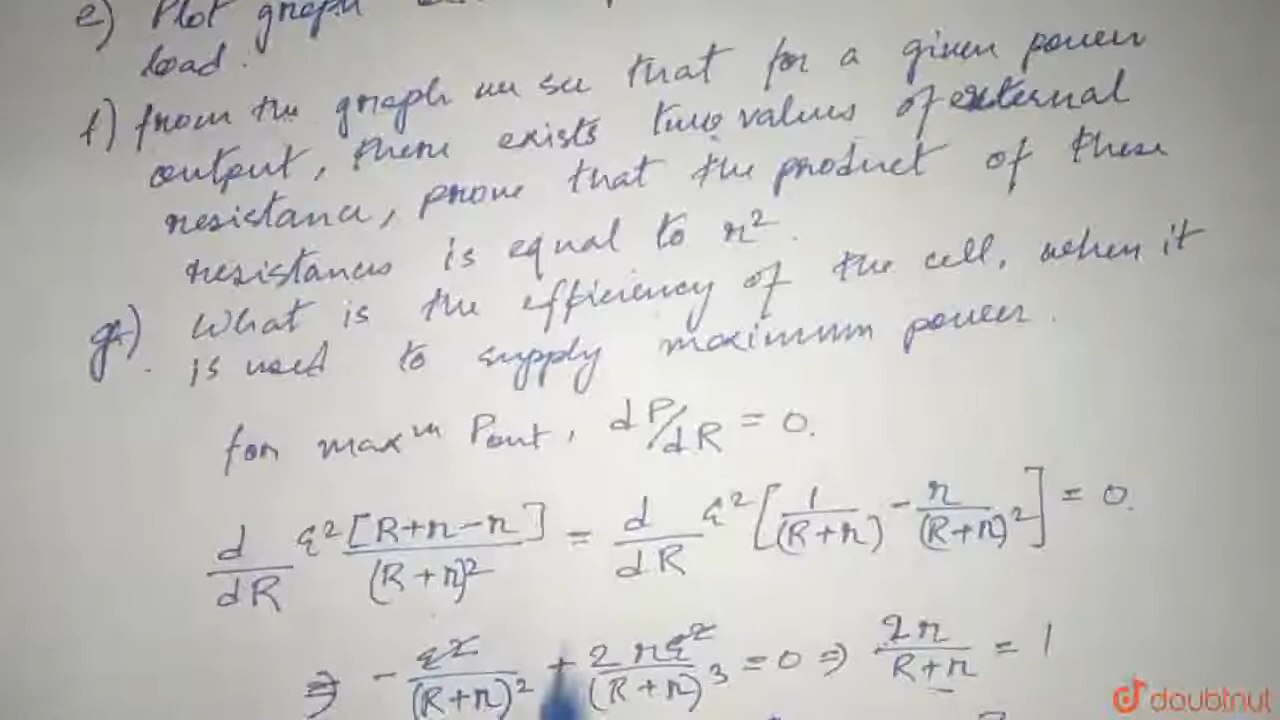 e) Plot graph
load.
f) from the graph we see that for a given power
output, there exists two values of external
resistance, prove that the product of these
resistances is equal to r².
g) What is the efficiency of the cell, when it
is used to supply maximum power.
for maxᵐ Pout, dP/dR = 0.
d/dR ε² [R+r-r]/(R+r)² = d/dR ε² [1/(R+r) - r/(R+r)²] = 0.
⇒ - ε²/(R+r)² + 2rε²/(R+r)³ = 0 ⇒ 2r/(R+r) = 1
doubtnut